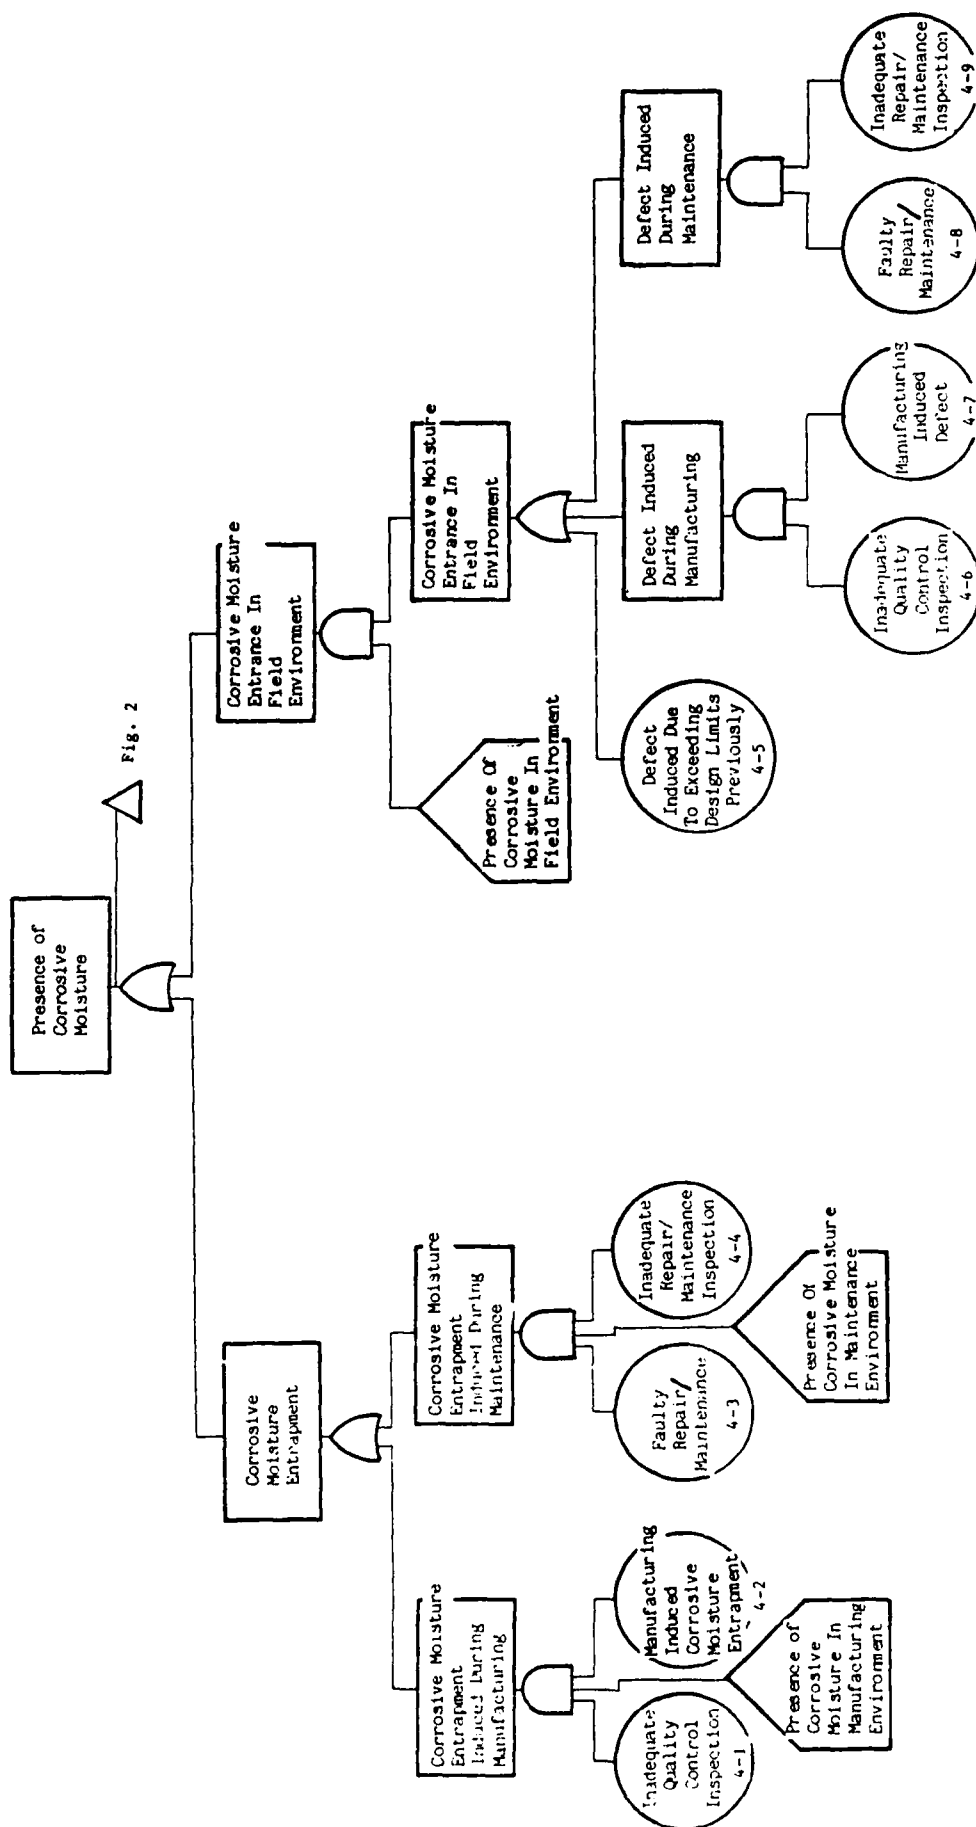 Presence of
Corrosive
Moisture
Fig. 2
Corrosive
Moisture
Entrapment
Corrosive Moisture
Entrance In
Field
Environment
Corrosive Moisture
Entrapment
Induced During
Manufacturing
Corrosive Moisture
Entrapment
Induced During
Maintenance
Presence Of
Corrosive
Moisture In
Field Environment
Corrosive Moisture
Entrance In
Field
Environment
Inadequate
Quality
Control
Inspection
4-1
Manufacturing
Induced
Corrosive
Moisture
Entrapment
4-2
Presence of
Corrosive
Moisture In
Manufacturing
Environment
Faulty
Repair/
Maintenance
4-3
Inadequate
Repair/
Maintenance
Inspection
4-4
Presence Of
Corrosive Moisture
In Maintenance
Environment
Defect
Induced Due
To Exceeding
Design Limits
Previously
4-5
Defect Induced
During
Manufacturing
Defect Induced
During
Maintenance
Inadequate
Quality
Control
Inspection
4-6
Manufacturing
Induced
Defect
4-7
Faulty
Repair/
Maintenance
4-8
Inadequate
Repair/
Maintenance
Inspection
4-9